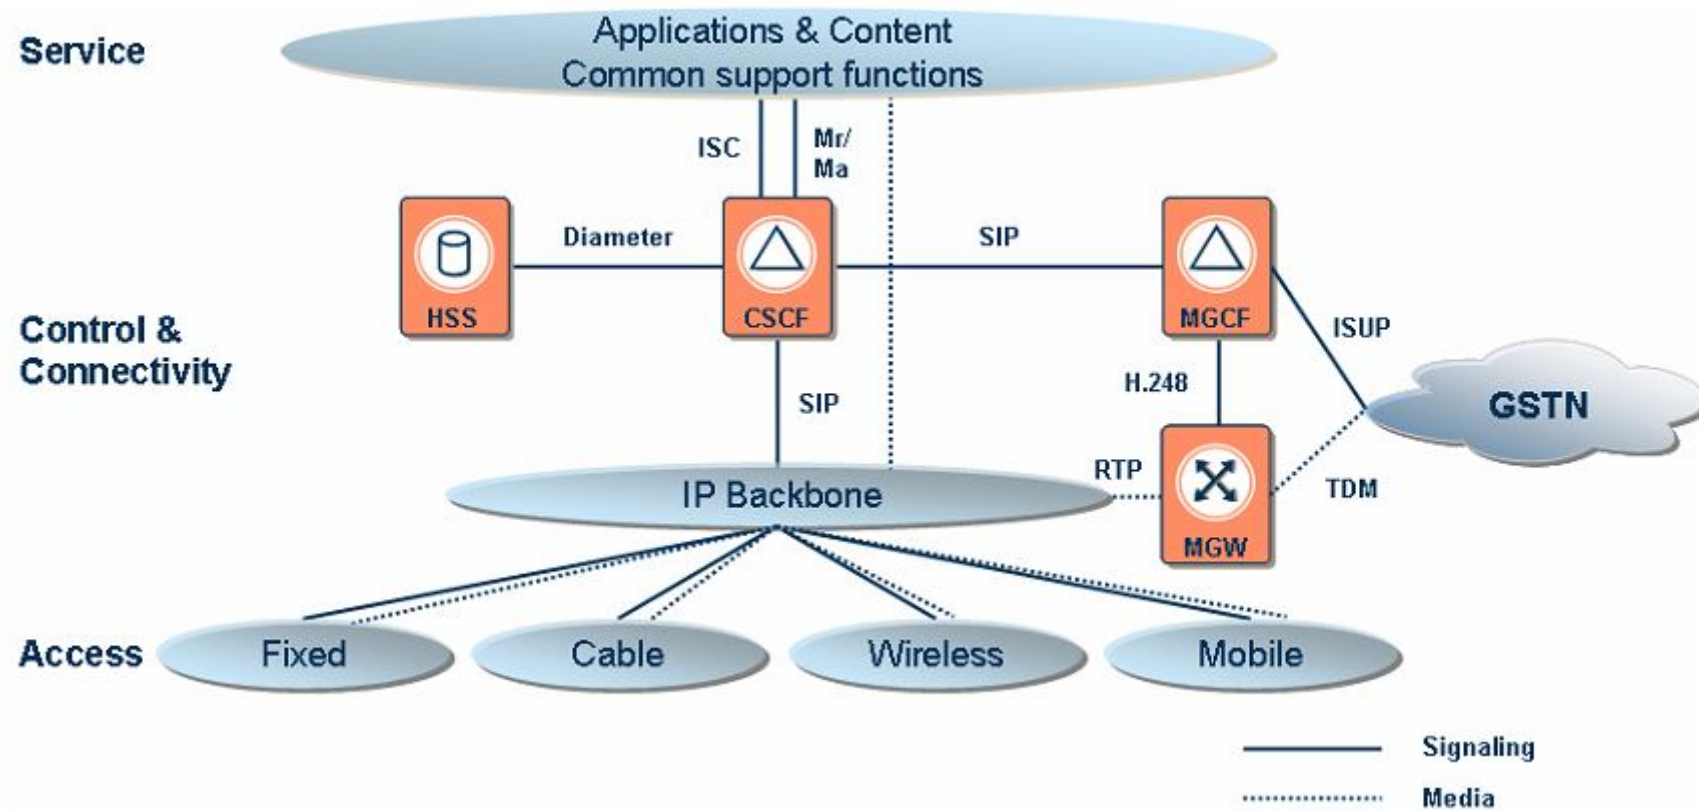 Service
Applications & Content
Common support functions
ISC
Mr/
Ma
Diameter
SIP
HSS
CSCF
MGCF
Control &
Connectivity
ISUP
H.248
GSTN
SIP
RTP
TDM
IP Backbone
MGW
Access
Fixed
Cable
Wireless
Mobile
Signaling
Media